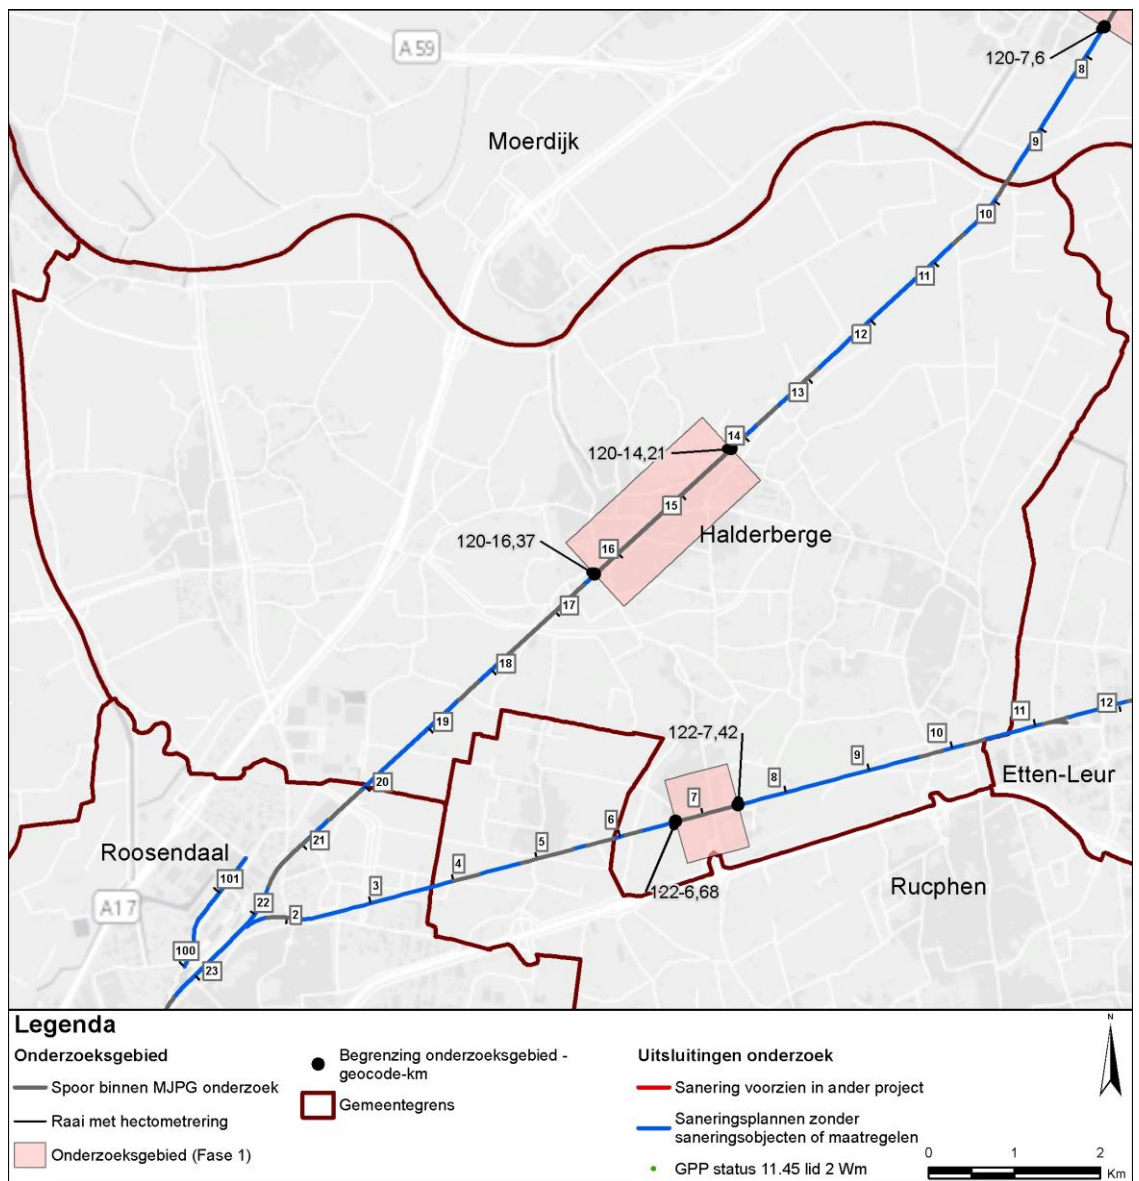 A 59
120-7,6
8
Moerdijk
9
10
11
12
13
14
120-14,21
15
Halderberge
120-16,37
16
17
18
19
122-7,42
11
12
10
9
8
Etten-Leur
20
7
6
21
5
Roosendaal
4
101
3
Rucphen
122-6,68
A17
22
2
100
23
Legenda
Onderzoeksgebied
Spoor binnen MJPG onderzoek
Raai met hectometrering
Onderzoeksgebied (Fase 1)
Begrenzing onderzoeksgebied -
geocode-km
Gemeentegrens
Uitsluitingen onderzoek
Sanering voorzien in ander project
Saneringsplannen zonder
saneringsobjecten of maatregelen
GPP status 11.45 lid 2 Wm
N
0 1 2
Km